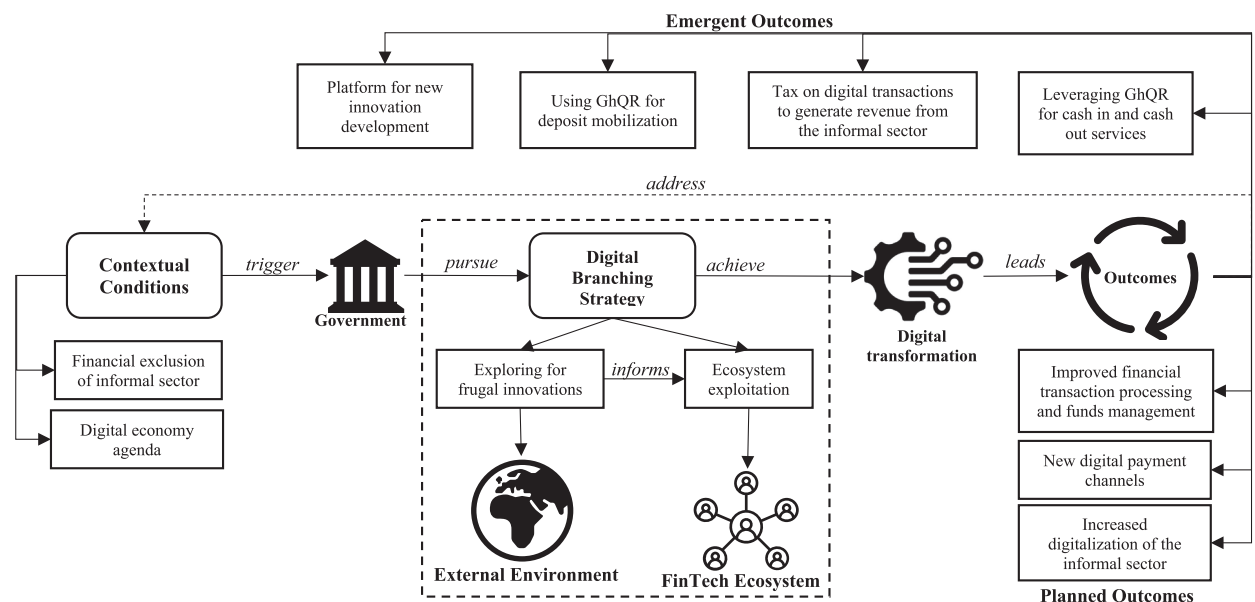 Emergent Outcomes
Platform for new
innovation
development
Using GhQR for
deposit mobilization
Tax on digital transactions
to generate revenue from
the informal sector
Leveraging GhQR
for cash in and cash
out services
address
Contextual
Conditions
trigger
Government
pursue
Digital
Branching
Strategy
achieve
Digital
transformation
leads
Outcomes
Financial exclusion
of informal sector
Digital economy
agenda
Exploring for
frugal innovations
informs
Ecosystem
exploitation
External Environment
FinTech Ecosystem
Improved financial
transaction processing
and funds management
New digital payment
channels
Increased
digitalization of the
informal sector
Planned Outcomes